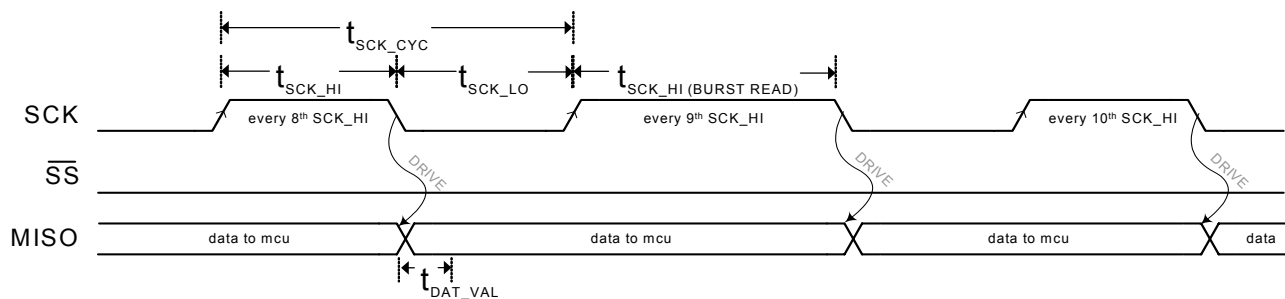 tSCK_CYC
tSCK_HI tSCK_LO tSCK_HI (BURST READ)
SCK every 8th SCK_HI every 9th SCK_HI every 10th SCK_HI
SS DRIVE DRIVE DRIVE
MISO data to mcu data to mcu data to mcu data
tDAT_VAL